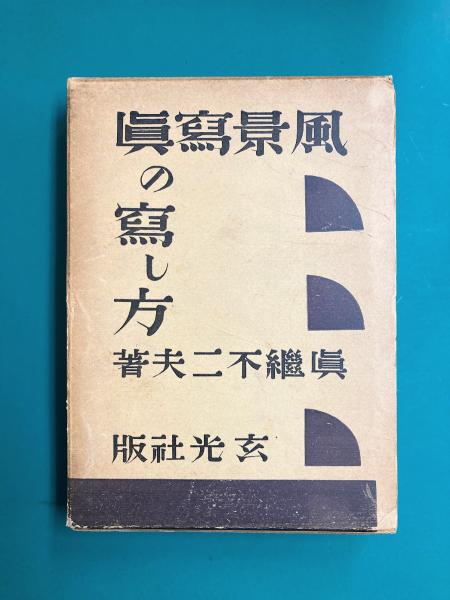 風景寫眞
の寫し方
眞繼不二夫著
玄光社版